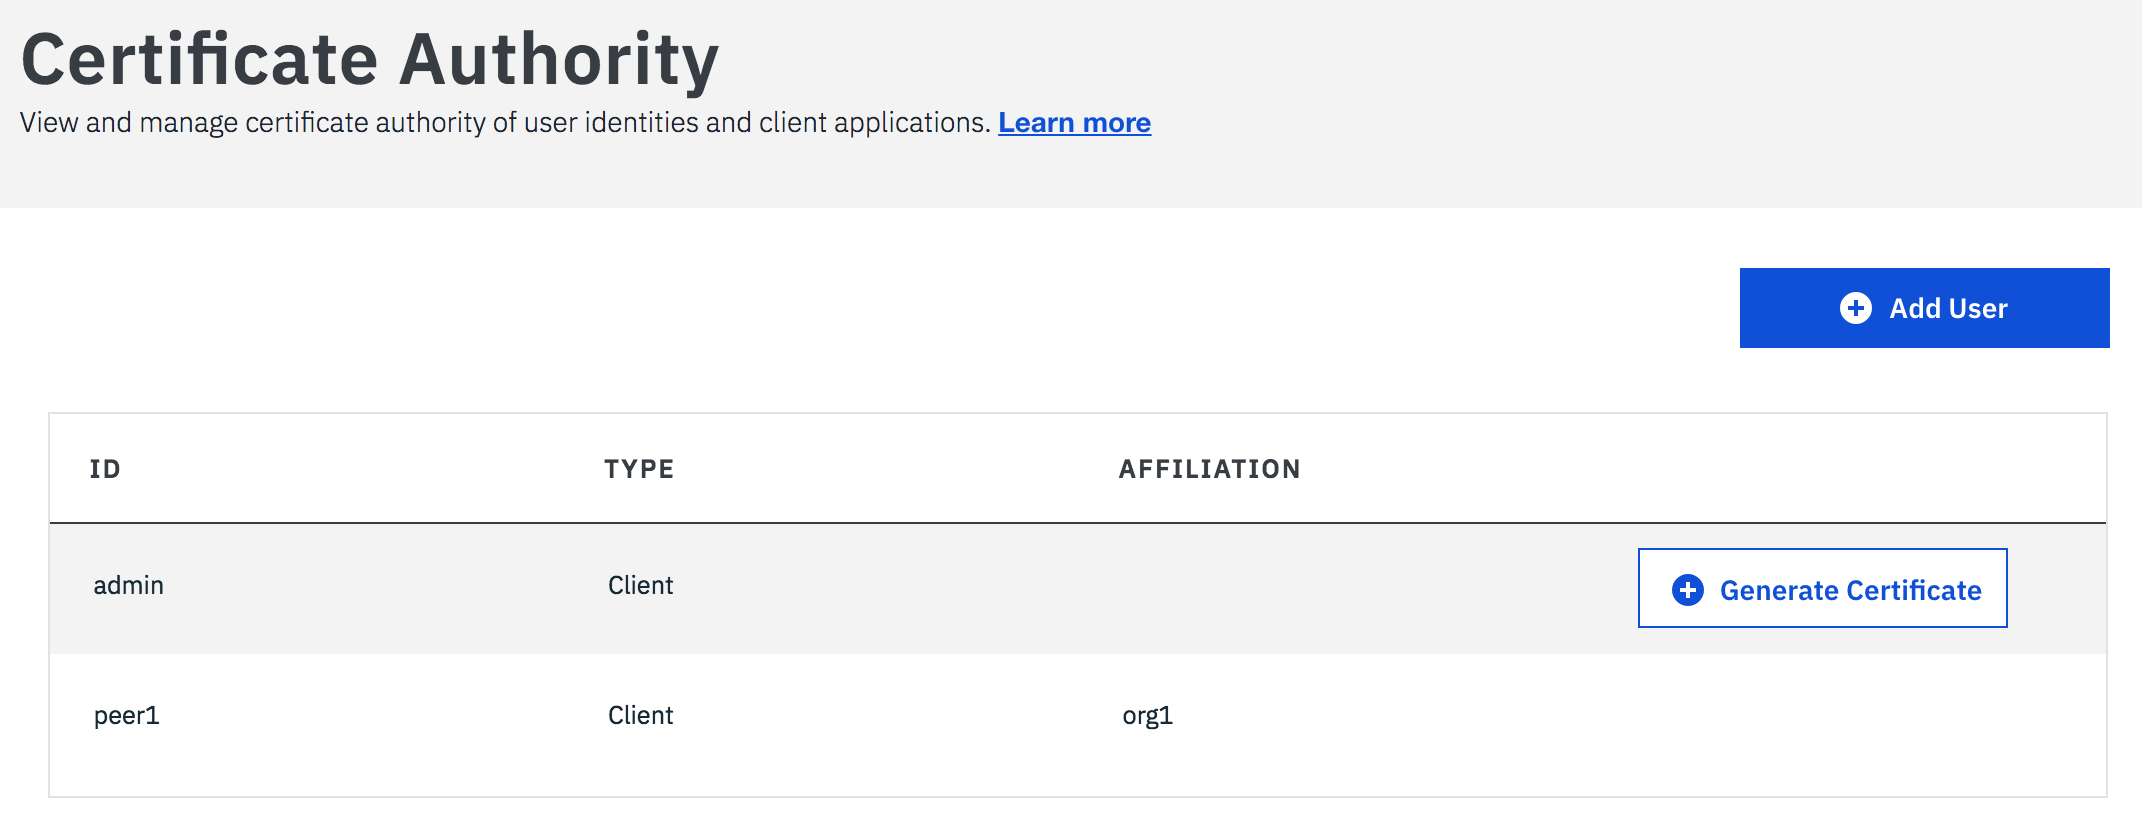 Certificate Authority
View and manage certificate authority of user identities and client applications. Learn more
Add User
ID TYPE AFFILIATION
admin Client Generate Certificate
peer1 Client org1